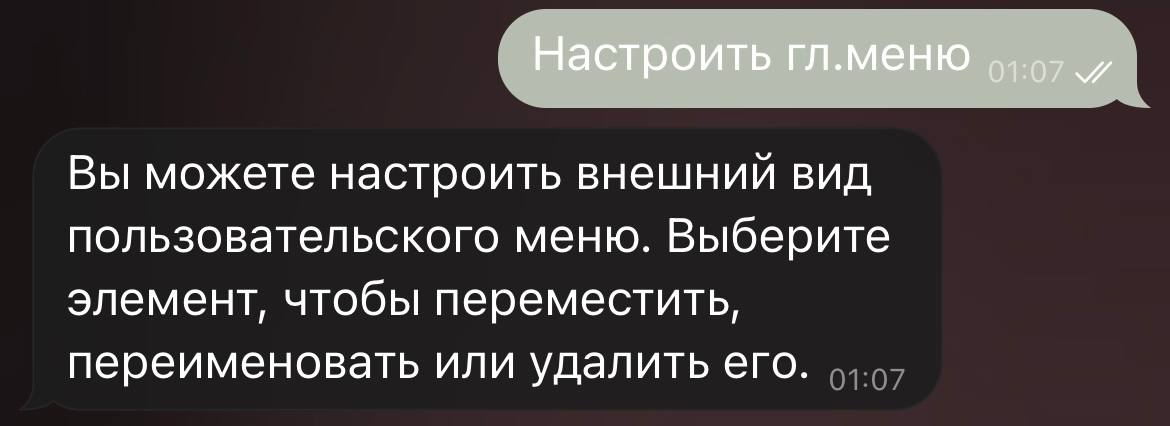 Настроить гл.меню 01:07
Вы можете настроить внешний вид
пользовательского меню. Выберите
элемент, чтобы переместить,
переименовать или удалить его. 01:07